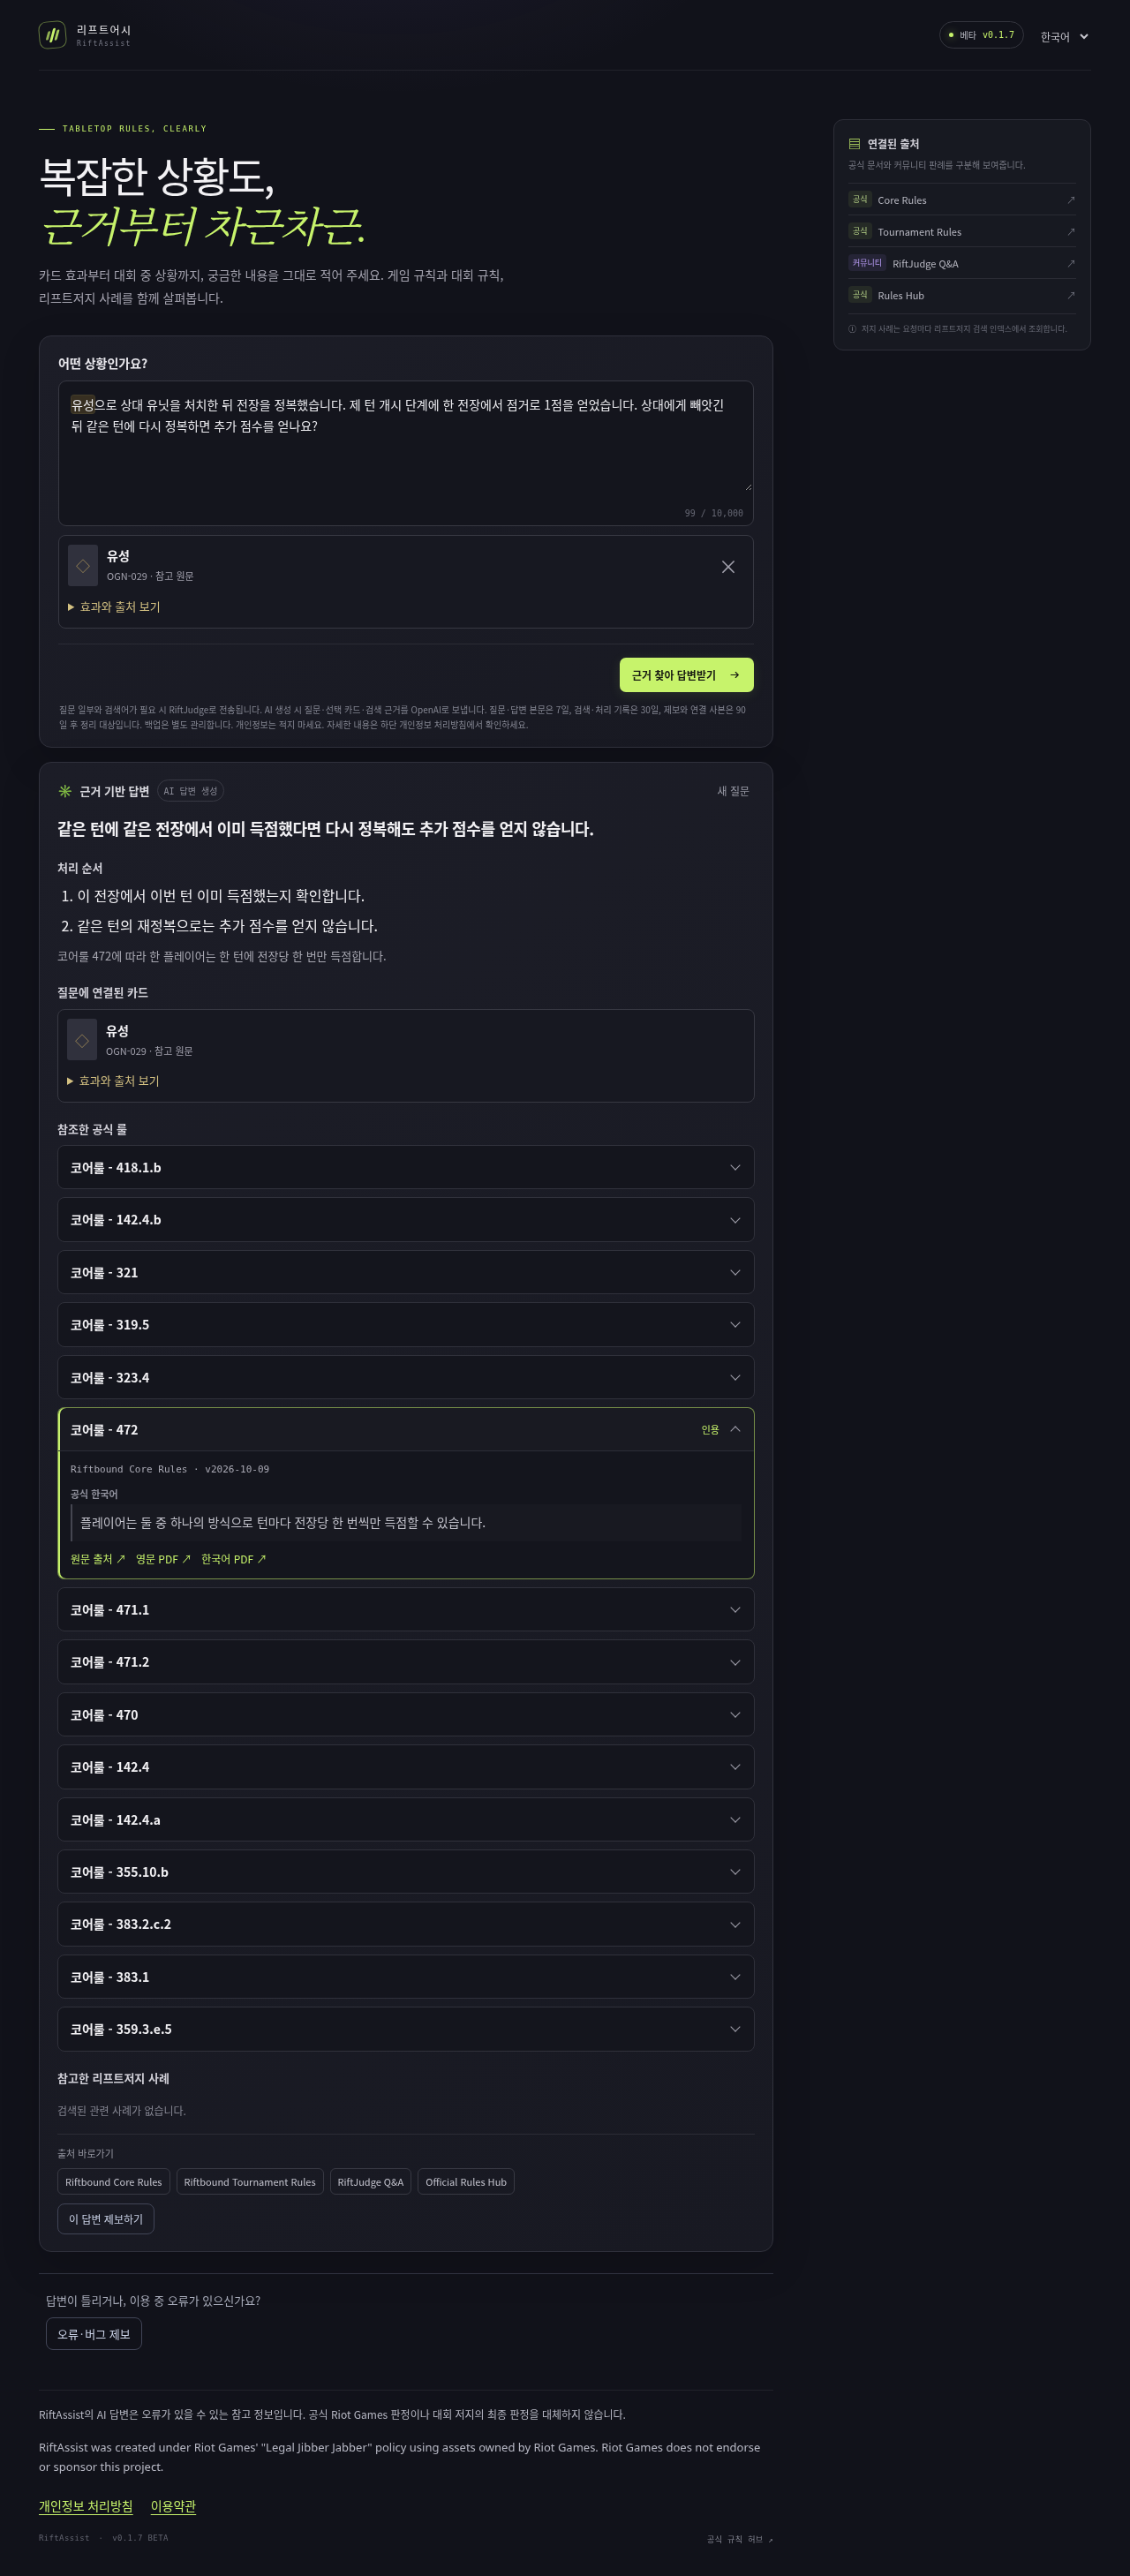 리프트어시
RiftAssist
베타 v0.1.7
한국어
TABLETOP RULES, CLEARLY
복잡한 상황도,
근거부터 차근차근.
카드 효과부터 대회 중 상황까지, 궁금한 내용을 그대로 적어 주세요. 게임 규칙과 대회 규칙,
리프트저지 사례를 함께 살펴봅니다.
연결된 출처
공식 문서와 커뮤니티 판례를 구분해 보여줍니다.
공식 Core Rules ↗
공식 Tournament Rules ↗
커뮤니티 RiftJudge Q&A ↗
공식 Rules Hub ↗
ⓘ 저지 사례는 요청마다 리프트저지 검색 인덱스에서 조회합니다.
어떤 상황인가요?
유성으로 상대 유닛을 처치한 뒤 전장을 정복했습니다. 제 턴 개시 단계에 한 전장에서 점거로 1점을 얻었습니다. 상대에게 빼앗긴
뒤 같은 턴에 다시 정복하면 추가 점수를 얻나요?
99 / 10,000
유성
OGN-029 · 참고 원문
▶ 효과와 출처 보기
근거 찾아 답변받기 →
질문 일부와 검색어가 필요 시 RiftJudge로 전송됩니다. AI 생성 시 질문·선택 카드·검색 근거를 OpenAI로 보냅니다. 질문·답변 본문은 7일, 검색·처리 기록은 30일, 제보와 연결 사본은 90
일 후 정리 대상입니다. 백업은 별도 관리합니다. 개인정보는 적지 마세요. 자세한 내용은 하단 개인정보 처리방침에서 확인하세요.
근거 기반 답변 AI 답변 생성
새 질문
같은 턴에 같은 전장에서 이미 득점했다면 다시 정복해도 추가 점수를 얻지 않습니다.
처리 순서
1. 이 전장에서 이번 턴 이미 득점했는지 확인합니다.
2. 같은 턴의 재정복으로는 추가 점수를 얻지 않습니다.
코어룰 472에 따라 한 플레이어는 한 턴에 전장당 한 번만 득점합니다.
질문에 연결된 카드
유성
OGN-029 · 참고 원문
▶ 효과와 출처 보기
참조한 공식 룰
코어룰 - 418.1.b
코어룰 - 142.4.b
코어룰 - 321
코어룰 - 319.5
코어룰 - 323.4
코어룰 - 472
인용
Riftbound Core Rules · v2026-10-09
공식 한국어
플레이어는 둘 중 하나의 방식으로 턴마다 전장당 한 번씩만 득점할 수 있습니다.
원문 출처 ↗ 영문 PDF ↗ 한국어 PDF ↗
코어룰 - 471.1
코어룰 - 471.2
코어룰 - 470
코어룰 - 142.4
코어룰 - 142.4.a
코어룰 - 355.10.b
코어룰 - 383.2.c.2
코어룰 - 383.1
코어룰 - 359.3.e.5
참고한 리프트저지 사례
검색된 관련 사례가 없습니다.
출처 바로가기
Riftbound Core Rules
Riftbound Tournament Rules
RiftJudge Q&A
Official Rules Hub
이 답변 제보하기
답변이 틀리거나, 이용 중 오류가 있으신가요?
오류·버그 제보
RiftAssist의 AI 답변은 오류가 있을 수 있는 참고 정보입니다. 공식 Riot Games 판정이나 대회 저지의 최종 판정을 대체하지 않습니다.
RiftAssist was created under Riot Games' "Legal Jibber Jabber" policy using assets owned by Riot Games. Riot Games does not endorse
or sponsor this project.
개인정보 처리방침 이용약관
RiftAssist · v0.1.7 BETA
공식 규칙 허브 ↗